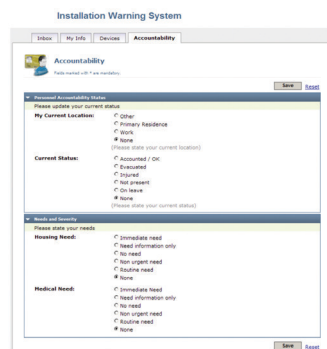 Installation Warning System
Inbox My Info Devices Accountability
Accountability
Fields marked with * are mandatory.
Save Reset
Personnel Accountability Status
Please update your current status
My Current Location:
Other
Primary Residence
Work
None
(Please state your current location)
Current Status:
Accounted / OK
Evacuated
Injured
Not present
On leave
None
(Please state your current status)
Needs and Severity
Please state your needs
Housing Need:
Immediate need
Need information only
No need
Non urgent need
Routine need
None
Medical Need:
Immediate Need
Need information only
No need
Non urgent need
Routine need
None
Save Reset